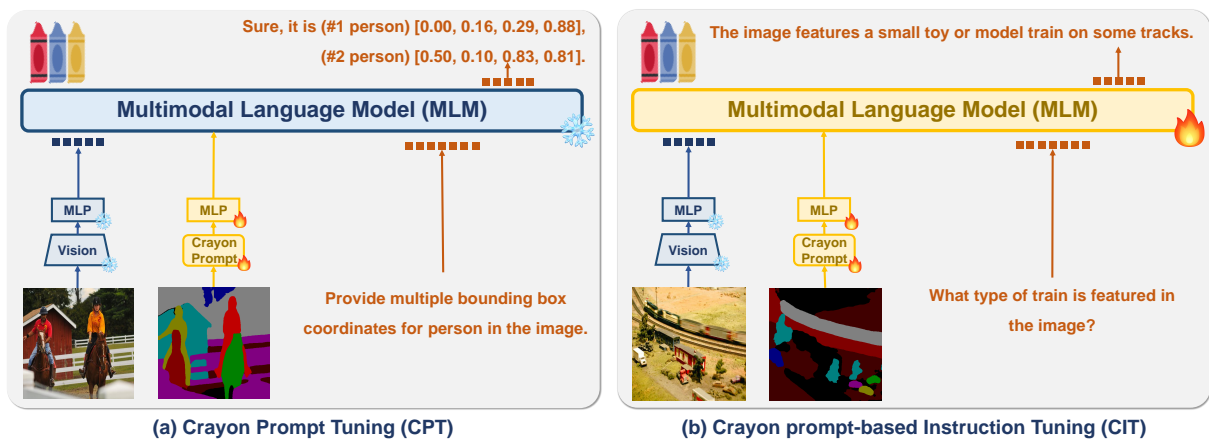 Sure, it is (#1 person) [0.00, 0.16, 0.29, 0.88],
(#2 person) [0.50, 0.10, 0.83, 0.81].
Multimodal Language Model (MLM)
MLP
MLP
Vision
Crayon
Prompt
Provide multiple bounding box
coordinates for person in the image.
(a) Crayon Prompt Tuning (CPT)
The image features a small toy or model train on some tracks.
Multimodal Language Model (MLM)
MLP
MLP
Vision
Crayon
Prompt
What type of train is featured in
the image?
(b) Crayon prompt-based Instruction Tuning (CIT)